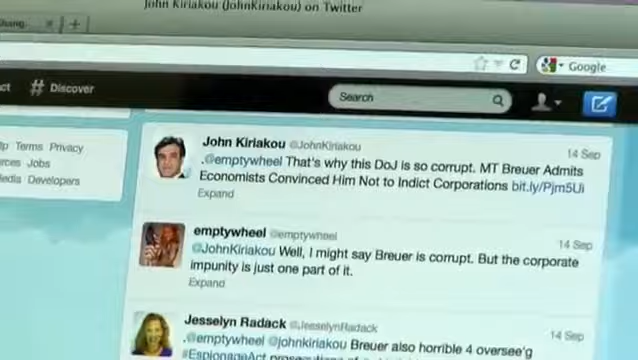 John Kiriakou (JohnKiriakou) on Twitter
Google
# Discover
Search
Terms Privacy
Jobs
Developers
John Kiriakou @JohnKiriakou
14 Sep
.@emptywheel That's why this DoJ is so corrupt. MT Breuer Admits
Economists Convinced Him Not to Indict Corporations bit.ly/Pjm5Ui
Expand
emptywheel @emptywheel
14 Sep
@JohnKiriakou Well, I might say Breuer is corrupt. But the corporate
impunity is just one part of it.
Expand
Jesselyn Radack @JesselynRadack
14 Sep
.@emptywheel @johnkiriakou Breuer also horrible 4 oversee'g
#EspionageAct prosecutions of